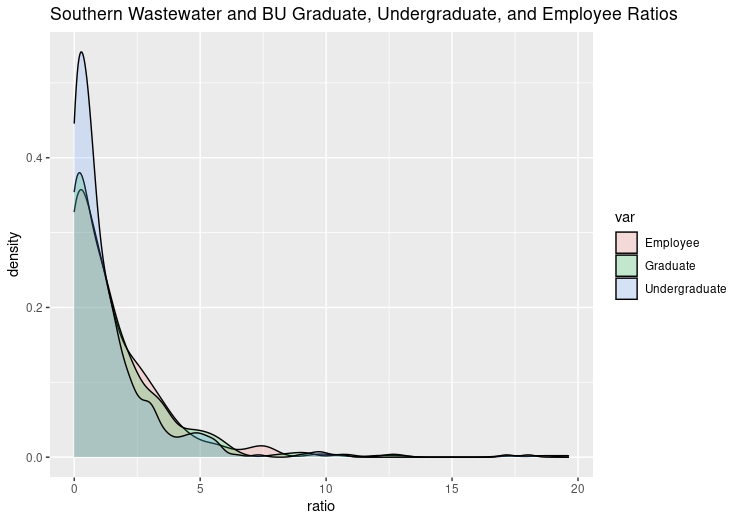 Southern Wastewater and BU Graduate, Undergraduate, and Employee Ratios
density
0.4
0.2
0.0
0
5
10
15
20
ratio
var
Employee
Graduate
Undergraduate